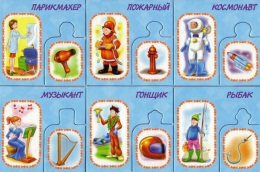 ПАРИКМАХЕР ПОЖАРНЫЙ КОСМОНАВТ
МУЗЫКАНТ ГОНЩИК РЫБАК